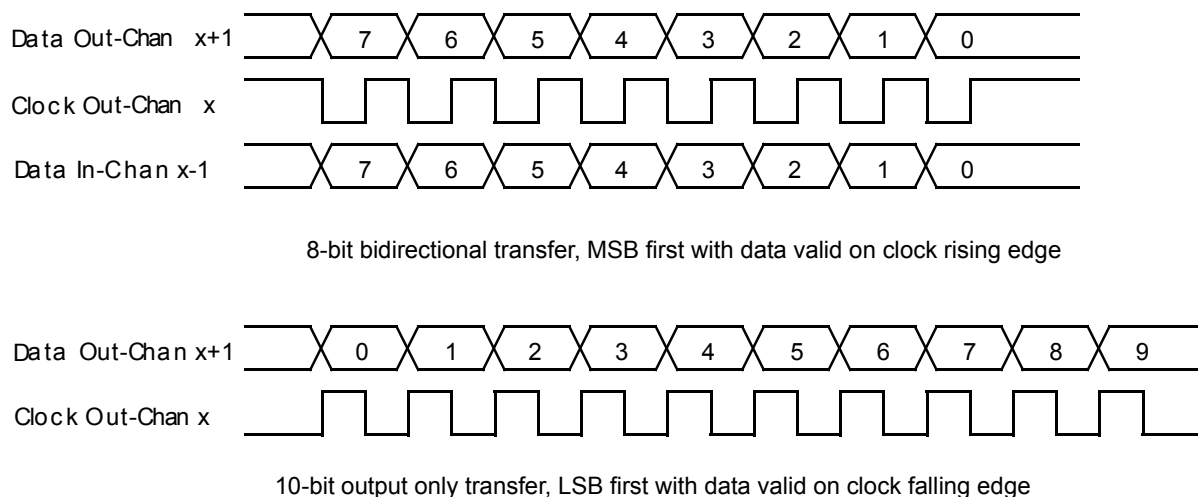 Data Out-Chan x+1 7 6 5 4 3 2 1 0
Clock Out-Chan x
Data In-Chan x-1 7 6 5 4 3 2 1 0
8-bit bidirectional transfer, MSB first with data valid on clock rising edge
Data Out-Chan x+1 0 1 2 3 4 5 6 7 8 9
Clock Out-Chan x
10-bit output only transfer, LSB first with data valid on clock falling edge